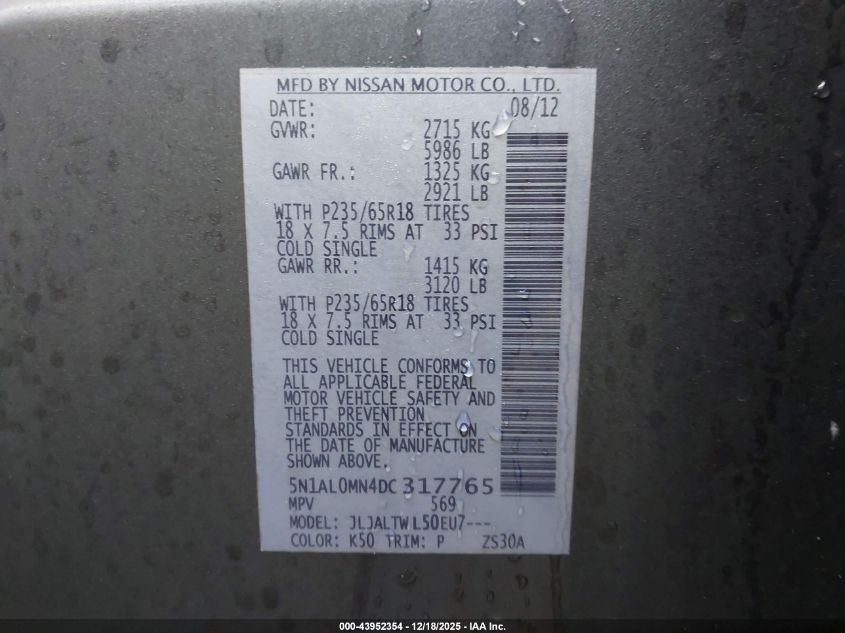 MFD BY NISSAN MOTOR CO., LTD.
DATE: 08/12
GVWR: 2715 KG
5986 LB
GAWR FR.: 1325 KG
2921 LB
WITH P235/65R18 TIRES
18 X 7.5 RIMS AT 33 PSI
COLD SINGLE
GAWR RR.: 1415 KG
3120 LB
WITH P235/65R18 TIRES
18 X 7.5 RIMS AT 33 PSI
COLD SINGLE
THIS VEHICLE CONFORMS TO
ALL APPLICABLE FEDERAL
MOTOR VEHICLE SAFETY AND
THEFT PREVENTION
STANDARDS IN EFFECT ON
THE DATE OF MANUFACTURE
SHOWN ABOVE.
5N1AL0MN4DC317765
MPV 569
MODEL: JLJALTWL50EU7---
COLOR: K50 TRIM: P ZS30A
000-43952354 - 12/18/2025 - IAA Inc.